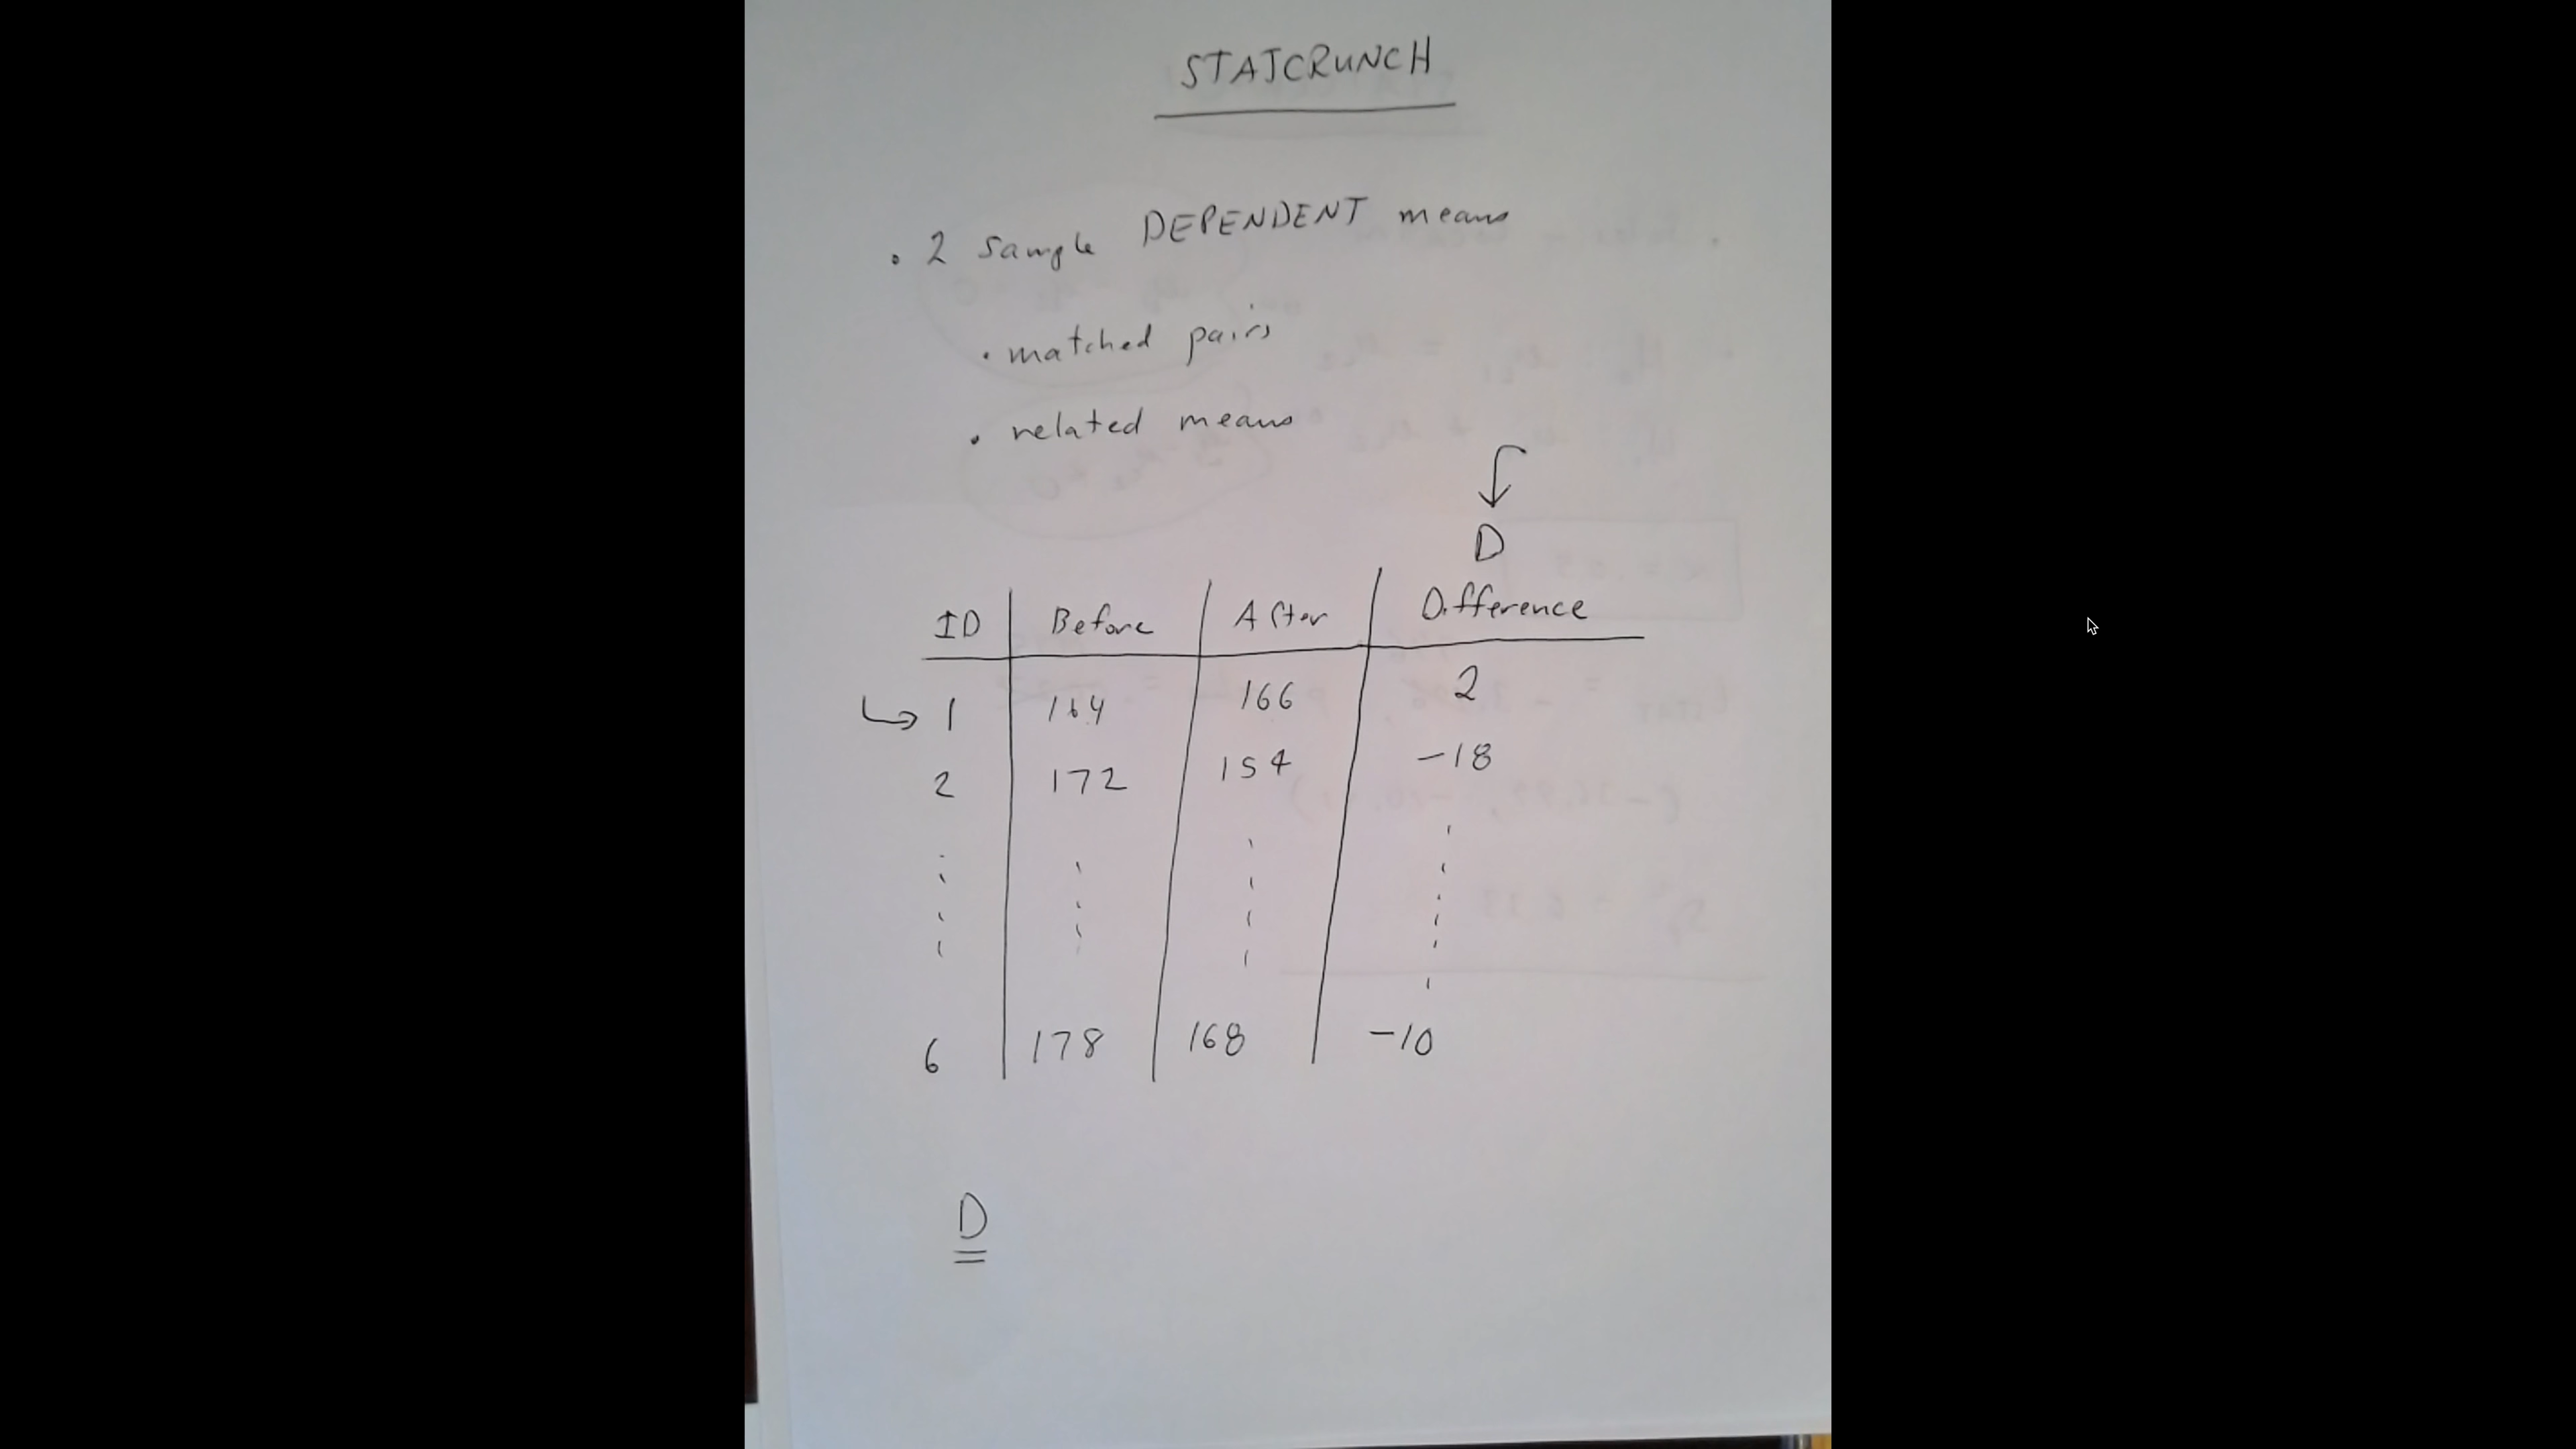 STATCRUNCH
• 2 sample DEPENDENT means
• matched pairs
• related means
D
ID Before After Difference
1 164 166 2
2 172 154 -18
6 178 168 -10
D